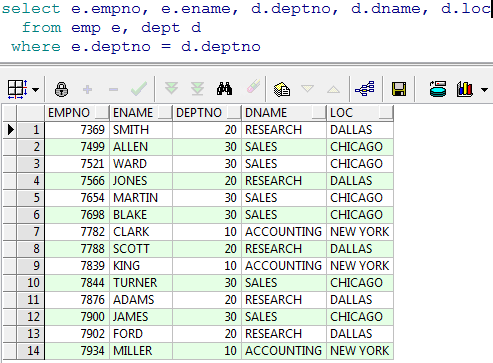 select e.empno, e.ename, d.deptno, d.dname, d.loc
from emp e, dept d
where e.deptno = d.deptno
EMPNO ENAME DEPTNO DNAME LOC
1 7369 SMITH 20 RESEARCH DALLAS
2 7499 ALLEN 30 SALES CHICAGO
3 7521 WARD 30 SALES CHICAGO
4 7566 JONES 20 RESEARCH DALLAS
5 7654 MARTIN 30 SALES CHICAGO
6 7698 BLAKE 30 SALES CHICAGO
7 7782 CLARK 10 ACCOUNTING NEW YORK
8 7788 SCOTT 20 RESEARCH DALLAS
9 7839 KING 10 ACCOUNTING NEW YORK
10 7844 TURNER 30 SALES CHICAGO
11 7876 ADAMS 20 RESEARCH DALLAS
12 7900 JAMES 30 SALES CHICAGO
13 7902 FORD 20 RESEARCH DALLAS
14 7934 MILLER 10 ACCOUNTING NEW YORK